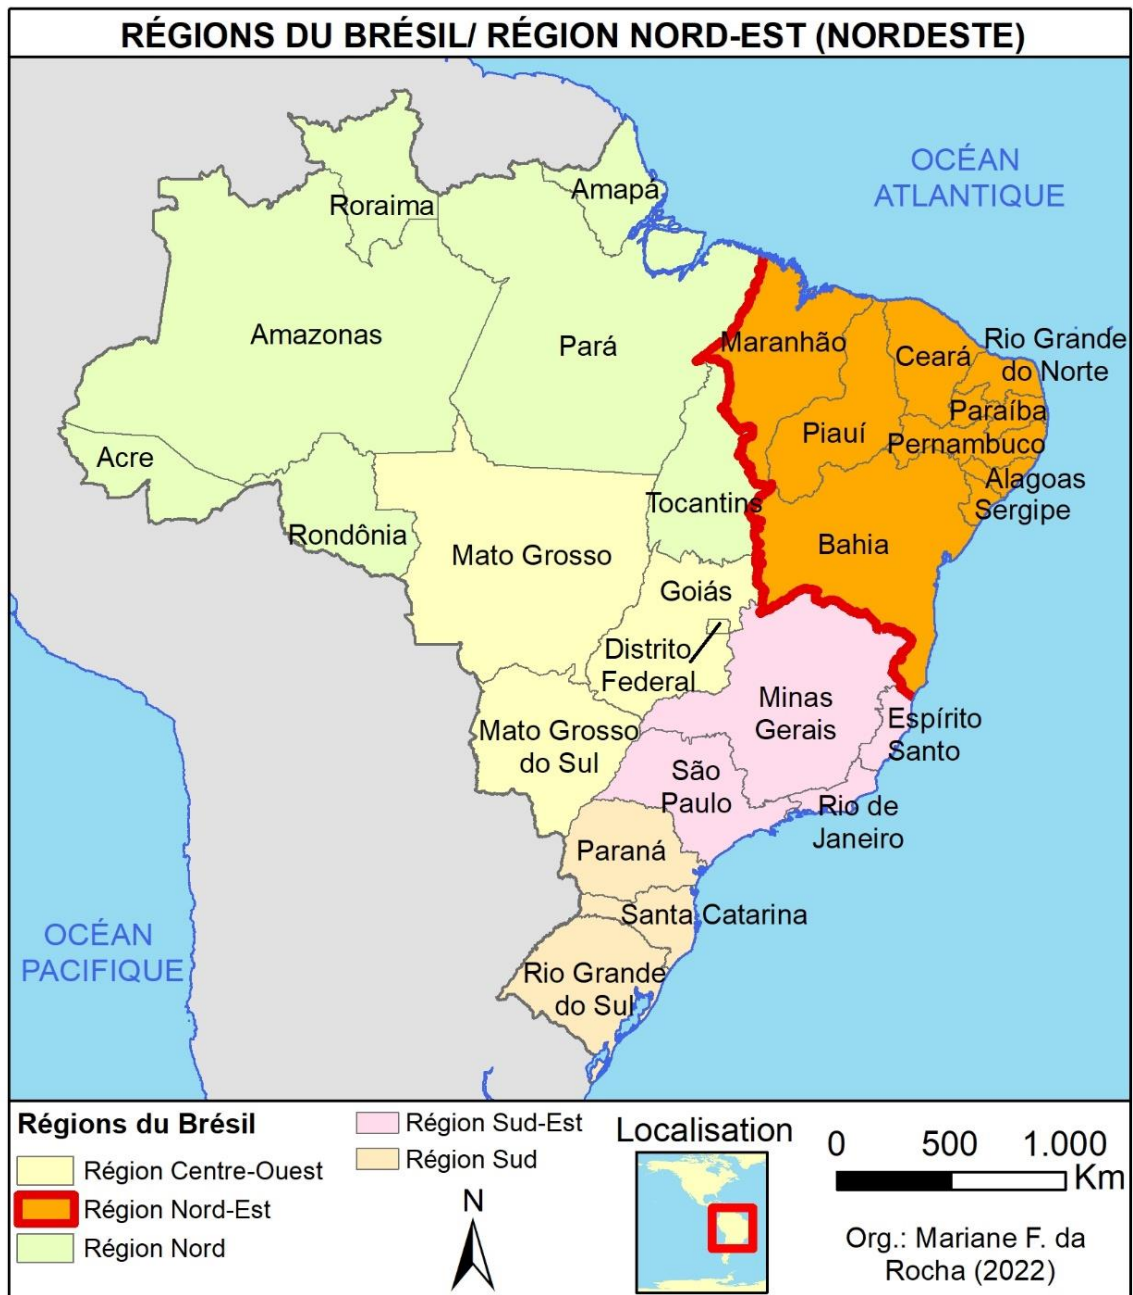 RÉGIONS DU BRÉSIL/ RÉGION NORD-EST (NORDESTE)
OCÉAN
ATLANTIQUE
Roraima
Amapá
Amazonas
Pará
Maranhão
Ceará
Rio Grande
do Norte
Paraíba
Piauí
Pernambuco
Acre
Alagoas
Sergipe
Tocantins
Rondônia
Mato Grosso
Bahia
Goiás
Distrito
Federal
Minas
Gerais
Espírito
Santo
Mato Grosso
do Sul
São
Paulo
Rio de
Janeiro
Paraná
Santa Catarina
OCÉAN
PACIFIQUE
Rio Grande
do Sul
Régions du Brésil
Région Centre-Ouest
Région Nord-Est
Région Nord
Région Sud-Est
Région Sud
N
Localisation
0 500 1.000
Km
Org.: Mariane F. da
Rocha (2022)